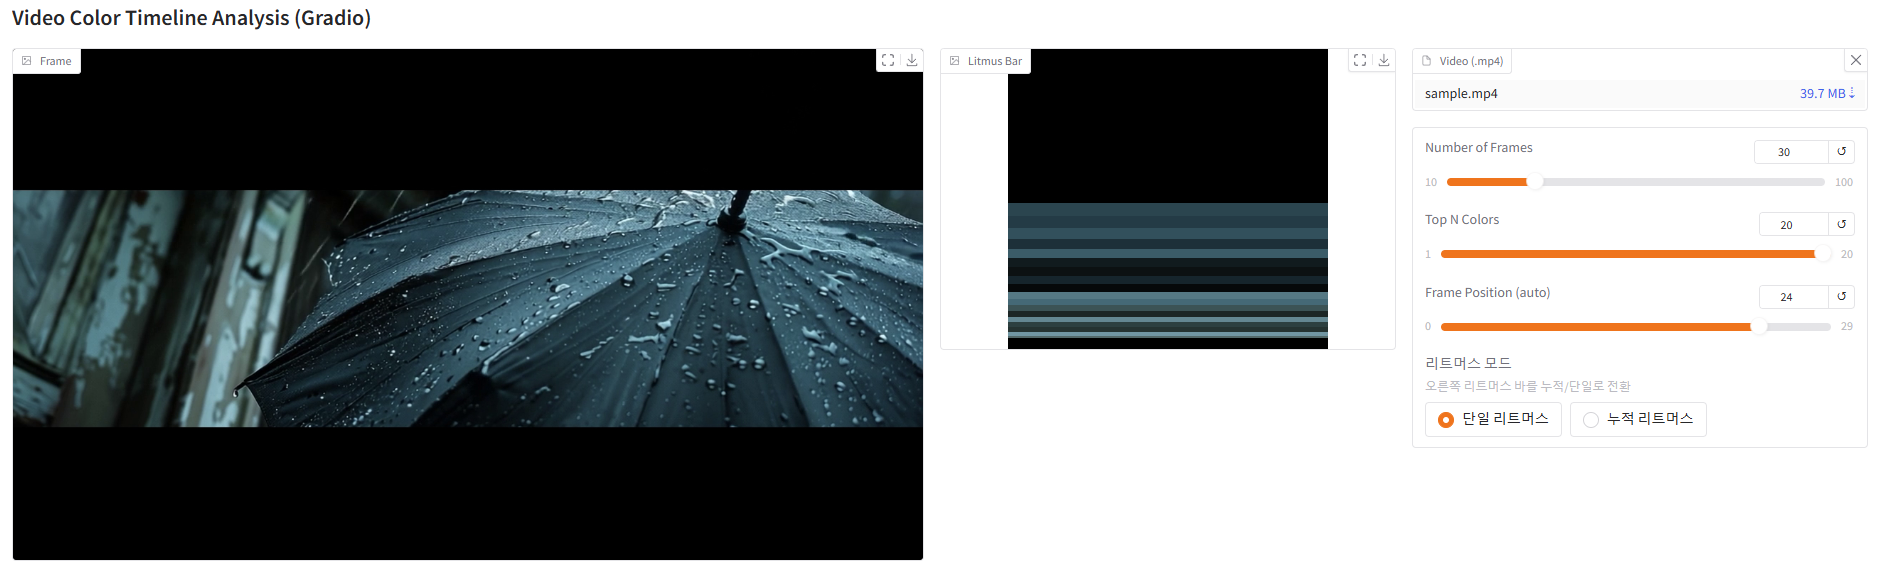 Video Color Timeline Analysis (Gradio)
Frame
Litmus Bar
Video (.mp4)
sample.mp4
39.7 MB ⇣
Number of Frames
30
10
100
Top N Colors
20
1
20
Frame Position (auto)
24
0
29
리트머스 모드
오른쪽 리트머스 바를 누적/단일로 전환
단일 리트머스
누적 리트머스